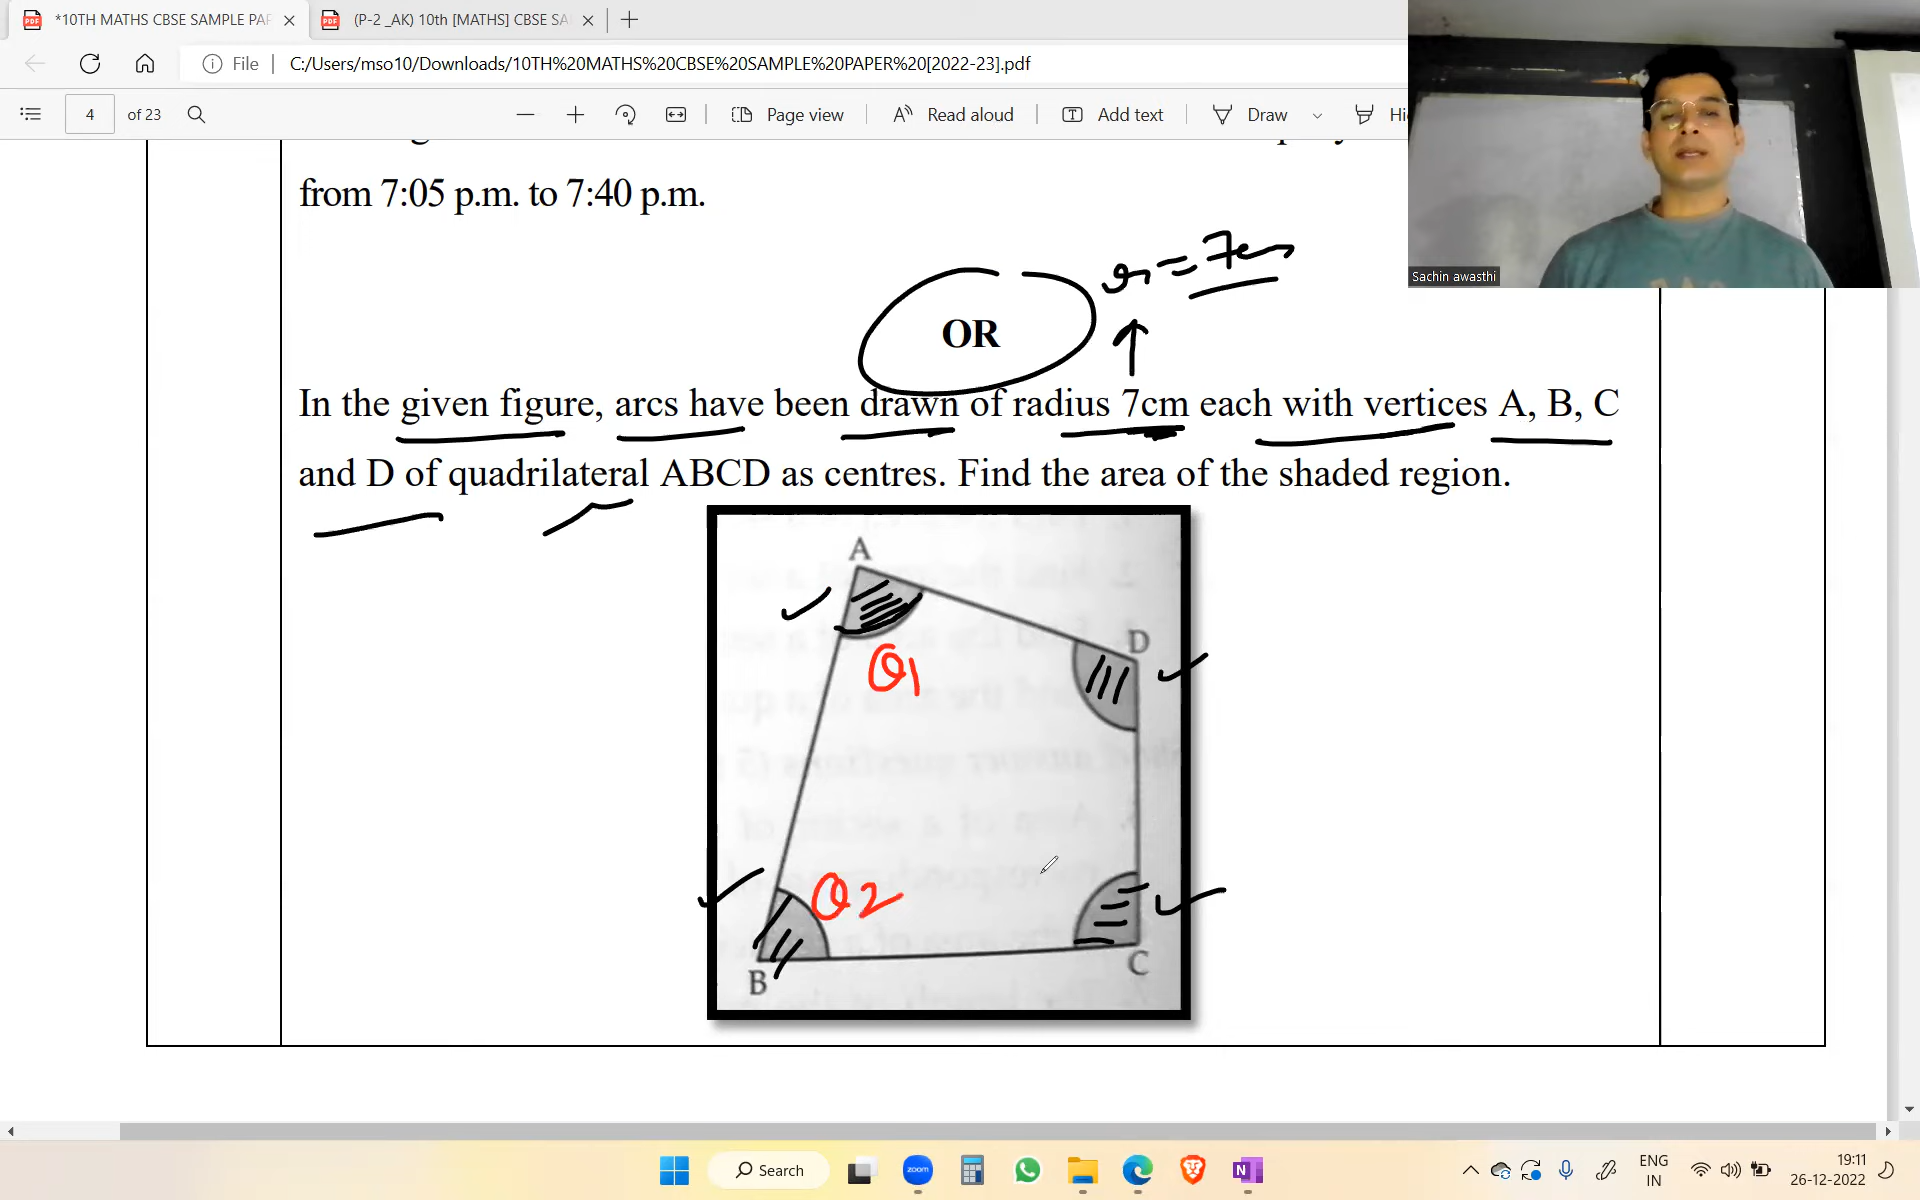 *10TH MATHS CBSE SAMPLE PAP
(P-2 _AK) 10th [MATHS] CBSE SA
File
C:/Users/mso10/Downloads/10TH%20MATHS%20CBSE%20SAMPLE%20PAPER%20[2022-23].pdf
4 of 23
Page view
Read aloud
Add text
Draw
Sachin awasthi
from 7:05 p.m. to 7:40 p.m.
r = 7cm
OR
In the given figure, arcs have been drawn of radius 7cm each with vertices A, B, C
and D of quadrilateral ABCD as centres. Find the area of the shaded region.
A
D
θ1
θ2
B
C
Search
zoom
N
ENG
IN
19:11
26-12-2022